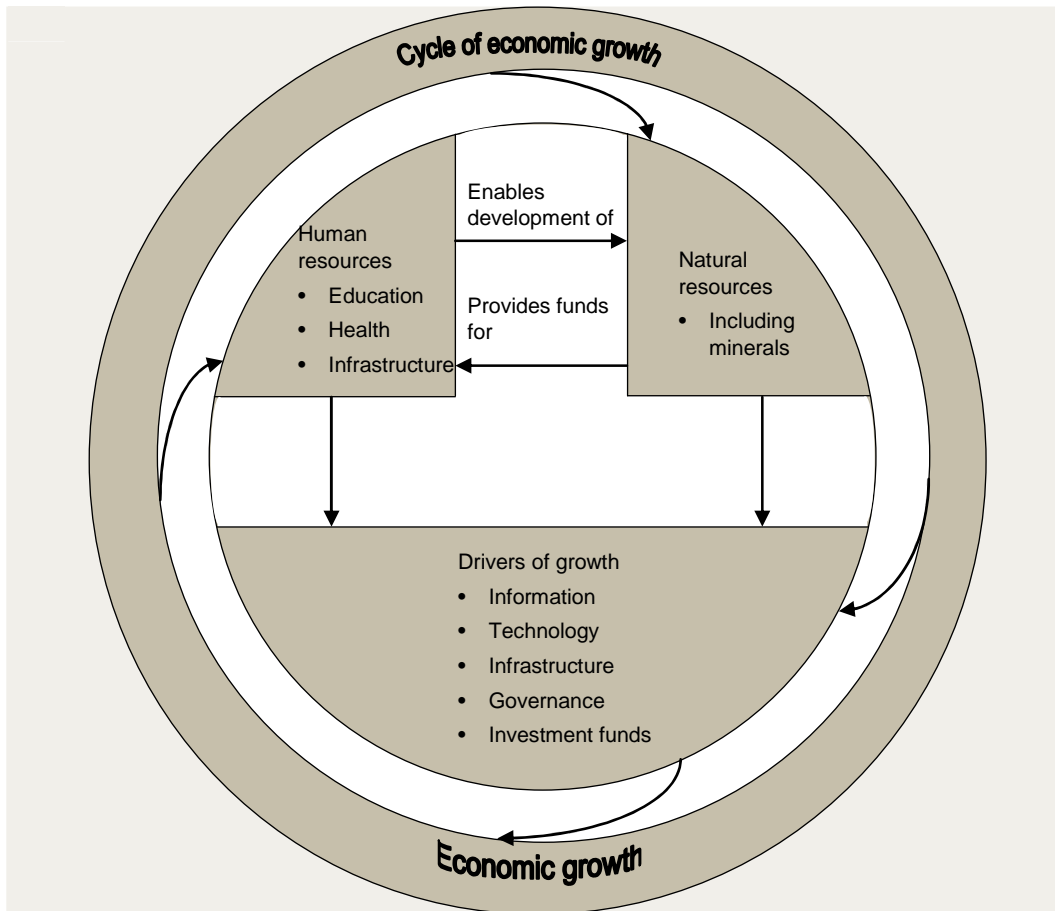 Cycle of economic growth
Enables
development of
Human
resources
• Education
• Health
• Infrastructure
Provides funds
for
Natural
resources
• Including
minerals
Drivers of growth
• Information
• Technology
• Infrastructure
• Governance
• Investment funds
Economic growth